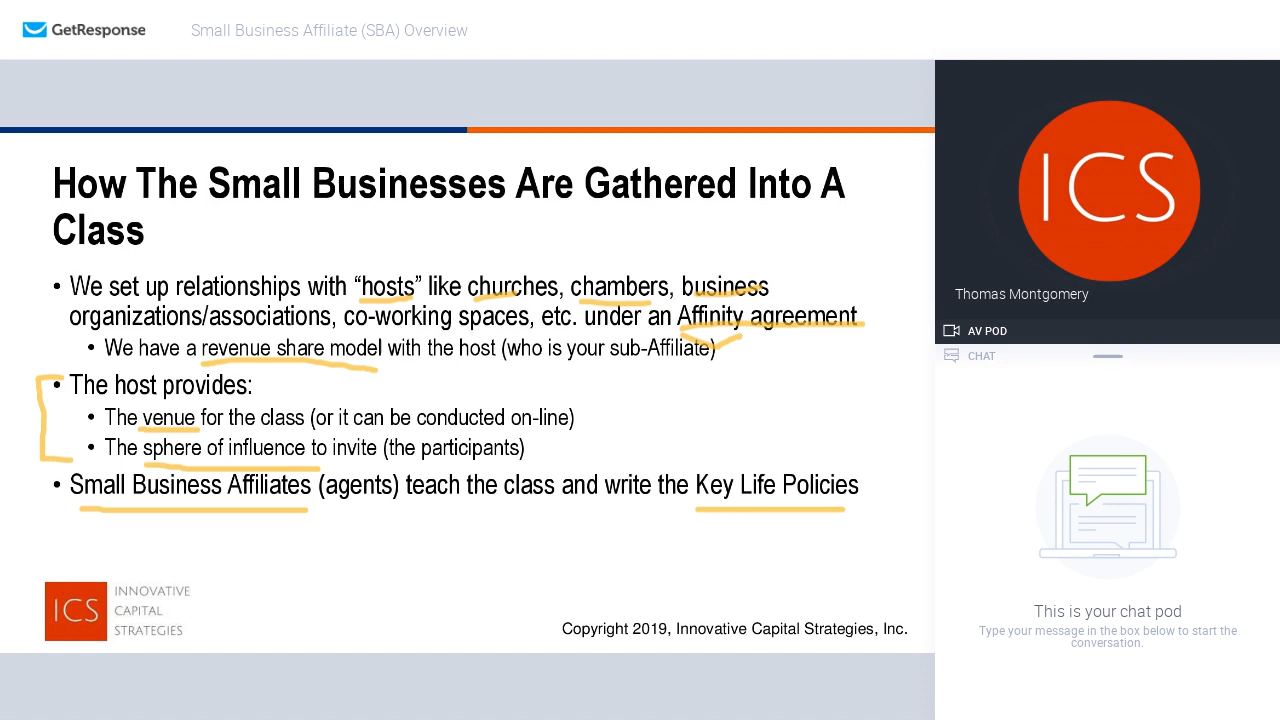 GetResponse
Small Business Affiliate (SBA) Overview
How The Small Businesses Are Gathered Into A
Class
• We set up relationships with “hosts” like churches, chambers, business
organizations/associations, co-working spaces, etc. under an Affinity agreement
• We have a revenue share model with the host (who is your sub-Affiliate)
• The host provides:
• The venue for the class (or it can be conducted on-line)
• The sphere of influence to invite (the participants)
• Small Business Affiliates (agents) teach the class and write the Key Life Policies
ICS
INNOVATIVE
CAPITAL
STRATEGIES
Copyright 2019, Innovative Capital Strategies, Inc.
ICS
Thomas Montgomery
AV POD
CHAT
This is your chat pod
Type your message in the box below to start the
conversation.